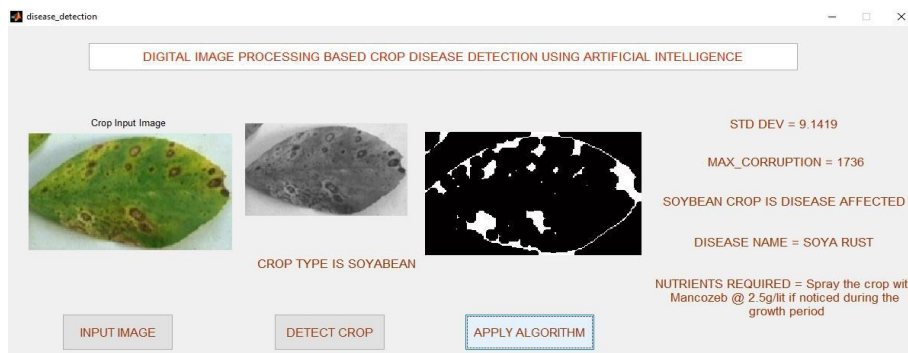 disease_detection
DIGITAL IMAGE PROCESSING BASED CROP DISEASE DETECTION USING ARTIFICIAL INTELLIGENCE
Crop Input Image
CROP TYPE IS SOYABEAN
STD DEV = 9.1419
MAX_CORRUPTION = 1736
SOYBEAN CROP IS DISEASE AFFECTED
DISEASE NAME = SOYA RUST
NUTRIENTS REQUIRED = Spray the crop wit
Mancozeb @ 2.5g/lit if noticed during the
growth period
INPUT IMAGE
DETECT CROP
APPLY ALGORITHM